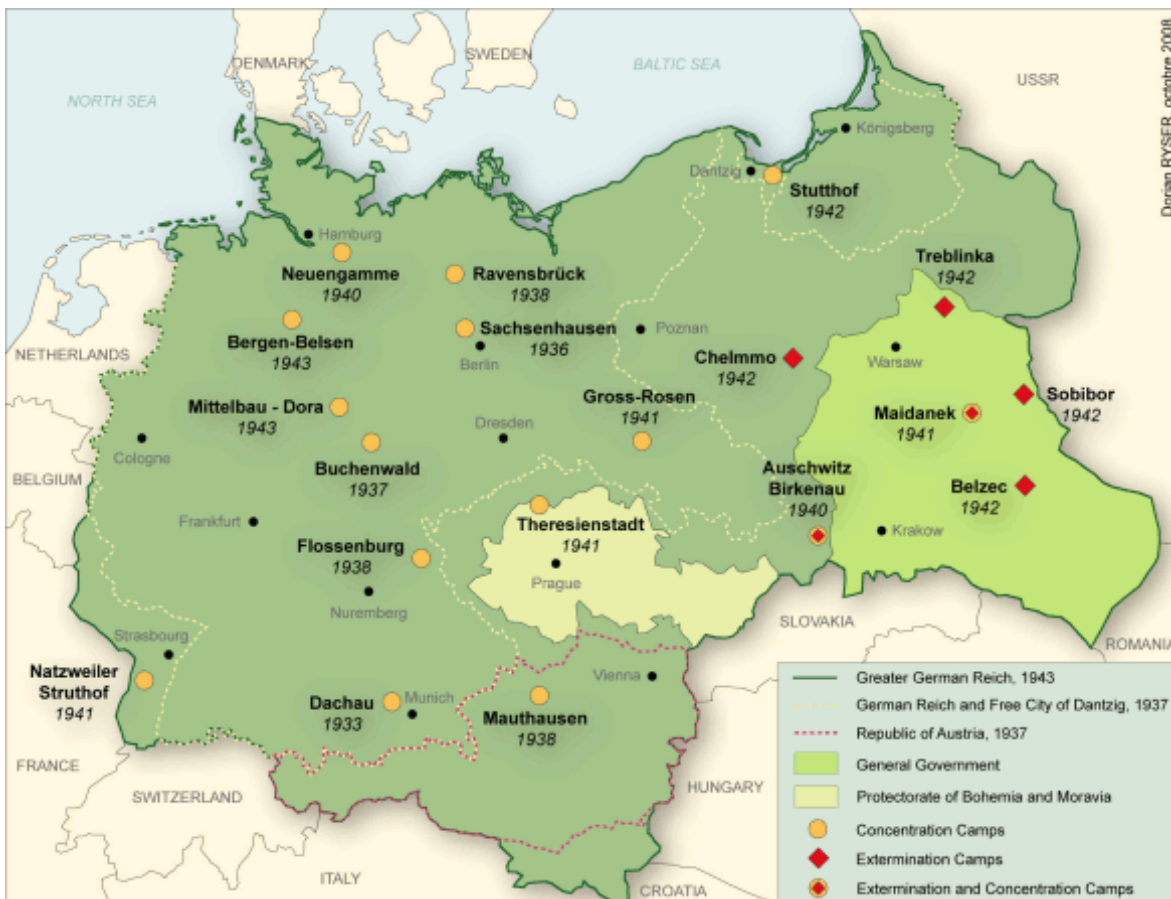 Dorian RYSER, octobre 2008
DENMARK
SWEDEN
BALTIC SEA
USSR
NORTH SEA
Königsberg
Dantzig
Stutthof
1942
Hamburg
Neuengamme
1940
Ravensbrück
1938
Treblinka
1942
Bergen-Belsen
1943
Sachsenhausen
1936
Berlin
Poznan
Warsaw
NETHERLANDS
Chelmmo
1942
Sobibor
1942
Mittelbau - Dora
1943
Gross-Rosen
1941
Maidanek
1941
Cologne
Buchenwald
1937
Dresden
BELGIUM
Auschwitz
Birkenau
1940
Belzec
1942
Frankfurt
Theresienstadt
1941
Krakow
Flossenburg
1938
Prague
Nuremberg
SLOVAKIA
ROMANIA
Strasbourg
Natzweiler
Struthof
1941
Vienna
Dachau
1933
Munich
Mauthausen
1938
FRANCE
SWITZERLAND
HUNGARY
ITALY
CROATIA
Greater German Reich, 1943
German Reich and Free City of Dantzig, 1937
Republic of Austria, 1937
General Government
Protectorate of Bohemia and Moravia
Concentration Camps
Extermination Camps
Extermination and Concentration Camps